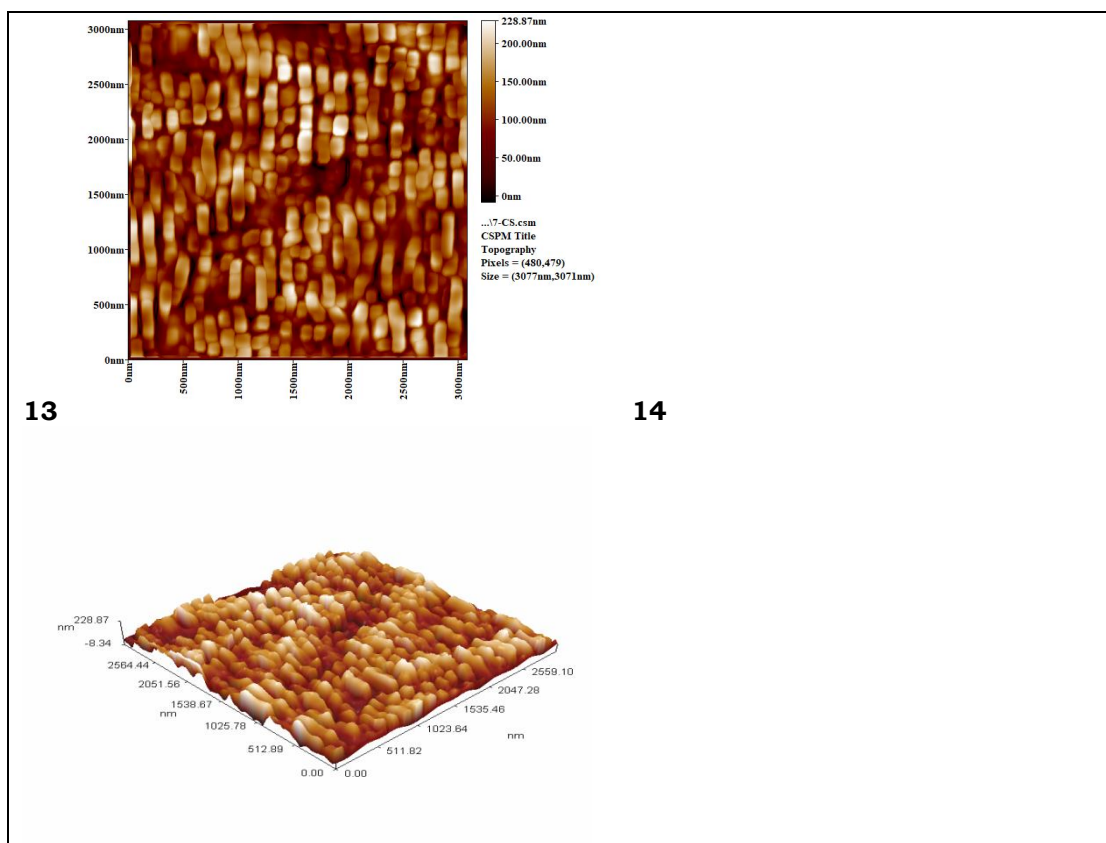 3000nm
2500nm
2000nm
1500nm
1000nm
500nm
0nm
0nm
500nm
1000nm
1500nm
2000nm
2500nm
3000nm
228.87nm
200.00nm
150.00nm
100.00nm
50.00nm
0nm
...\7-CS.csm
CSPM Title
Topography
Pixels = (480,479)
Size = (3077nm,3071nm)
13
14
228.87
nm
-8.34
2564.44
2051.56
1538.67
nm
1025.78
512.89
0.00
0.00
511.82
1023.64
nm
1535.46
2047.28
2559.10